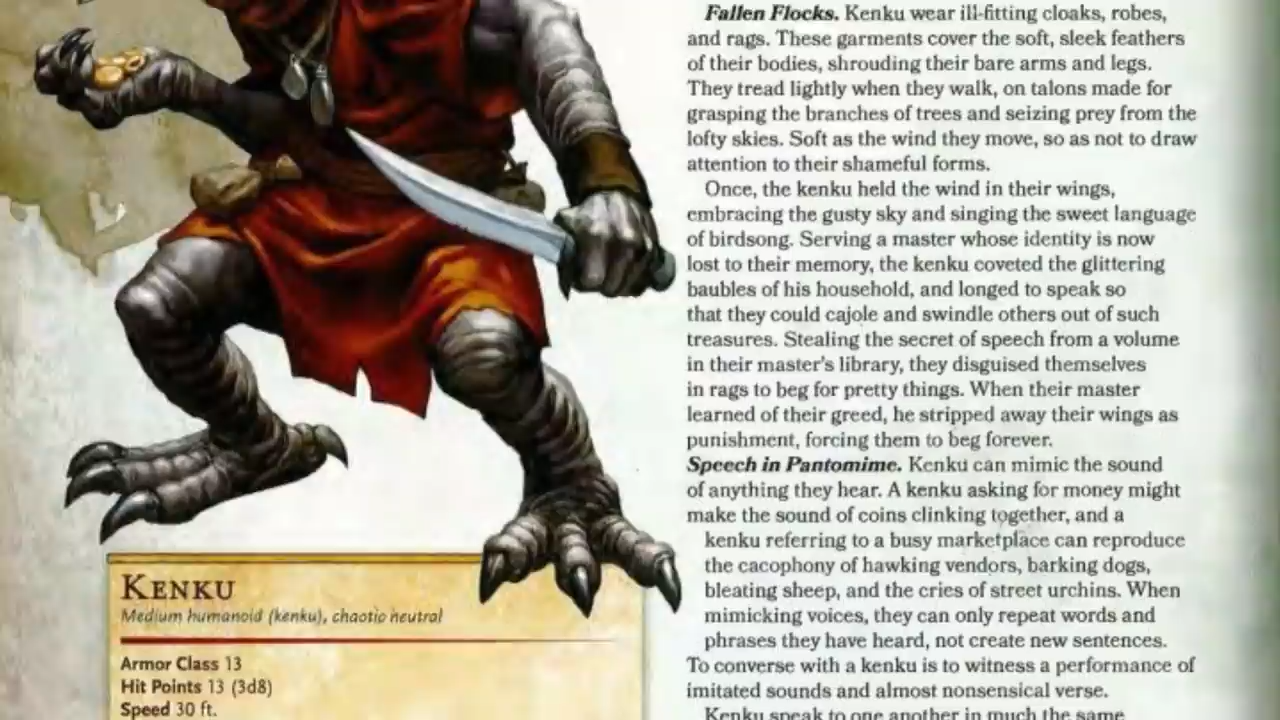 Fallen Flocks. Kenku wear ill-fitting cloaks, robes,
and rags. These garments cover the soft, sleek feathers
of their bodies, shrouding their bare arms and legs.
They tread lightly when they walk, on talons made for
grasping the branches of trees and seizing prey from the
lofty skies. Soft as the wind they move, so as not to draw
attention to their shameful forms.
Once, the kenku held the wind in their wings,
embracing the gusty sky and singing the sweet language
of birdsong. Serving a master whose identity is now
lost to their memory, the kenku coveted the glittering
baubles of his household, and longed to speak so
that they could cajole and swindle others out of such
treasures. Stealing the secret of speech from a volume
in their master's library, they disguised themselves
in rags to beg for pretty things. When their master
learned of their greed, he stripped away their wings as
punishment, forcing them to beg forever.
Speech in Pantomime. Kenku can mimic the sound
of anything they hear. A kenku asking for money might
make the sound of coins clinking together, and a
kenku referring to a busy marketplace can reproduce
the cacophony of hawking vendors, barking dogs,
bleating sheep, and the cries of street urchins. When
mimicking voices, they can only repeat words and
phrases they have heard, not create new sentences.
To converse with a kenku is to witness a performance of
imitated sounds and almost nonsensical verse.
Kenku speak to one another in much the same
KENKU
Medium humanoid (kenku), chaotic neutral
Armor Class 13
Hit Points 13 (3d8)
Speed 30 ft.